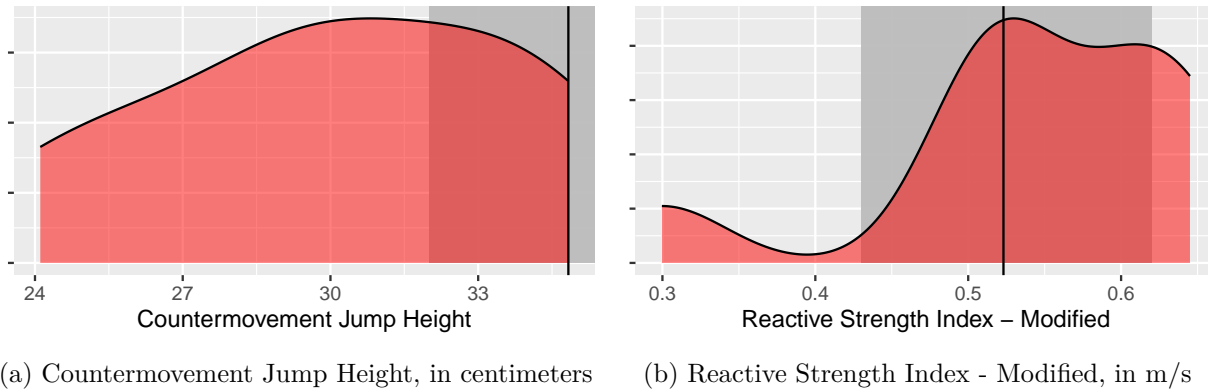 24 27 30 33
Countermovement Jump Height
0.3 0.4 0.5 0.6
Reactive Strength Index – Modified
(a) Countermovement Jump Height, in centimeters
(b) Reactive Strength Index - Modified, in m/s